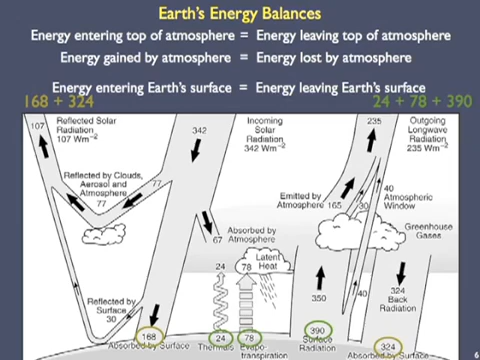 Earth's Energy Balances
Energy entering top of atmosphere = Energy leaving top of atmosphere
Energy gained by atmosphere = Energy lost by atmosphere
Energy entering Earth's surface = Energy leaving Earth's surface
168 + 324
24 + 78 + 390
107
Reflected Solar
Radiation
107 Wm⁻²
342
Incoming
Solar
Radiation
342 Wm⁻²
235
Outgoing
Longwave
Radiation
235 Wm⁻²
Reflected by Clouds,
Aerosol and
Atmosphere
77
77
Emitted by
Atmosphere 165
30
40
Atmospheric
Window
Greenhouse
Gases
67
Absorbed by
Atmosphere
24
78
Latent
Heat
350
40
324
Back
Radiation
Reflected by
Surface
30
168
Absorbed by Surface
24
Thermals
78
Evapo-
transpiration
390
Surface
Radiation
324
Absorbed by Surface
6